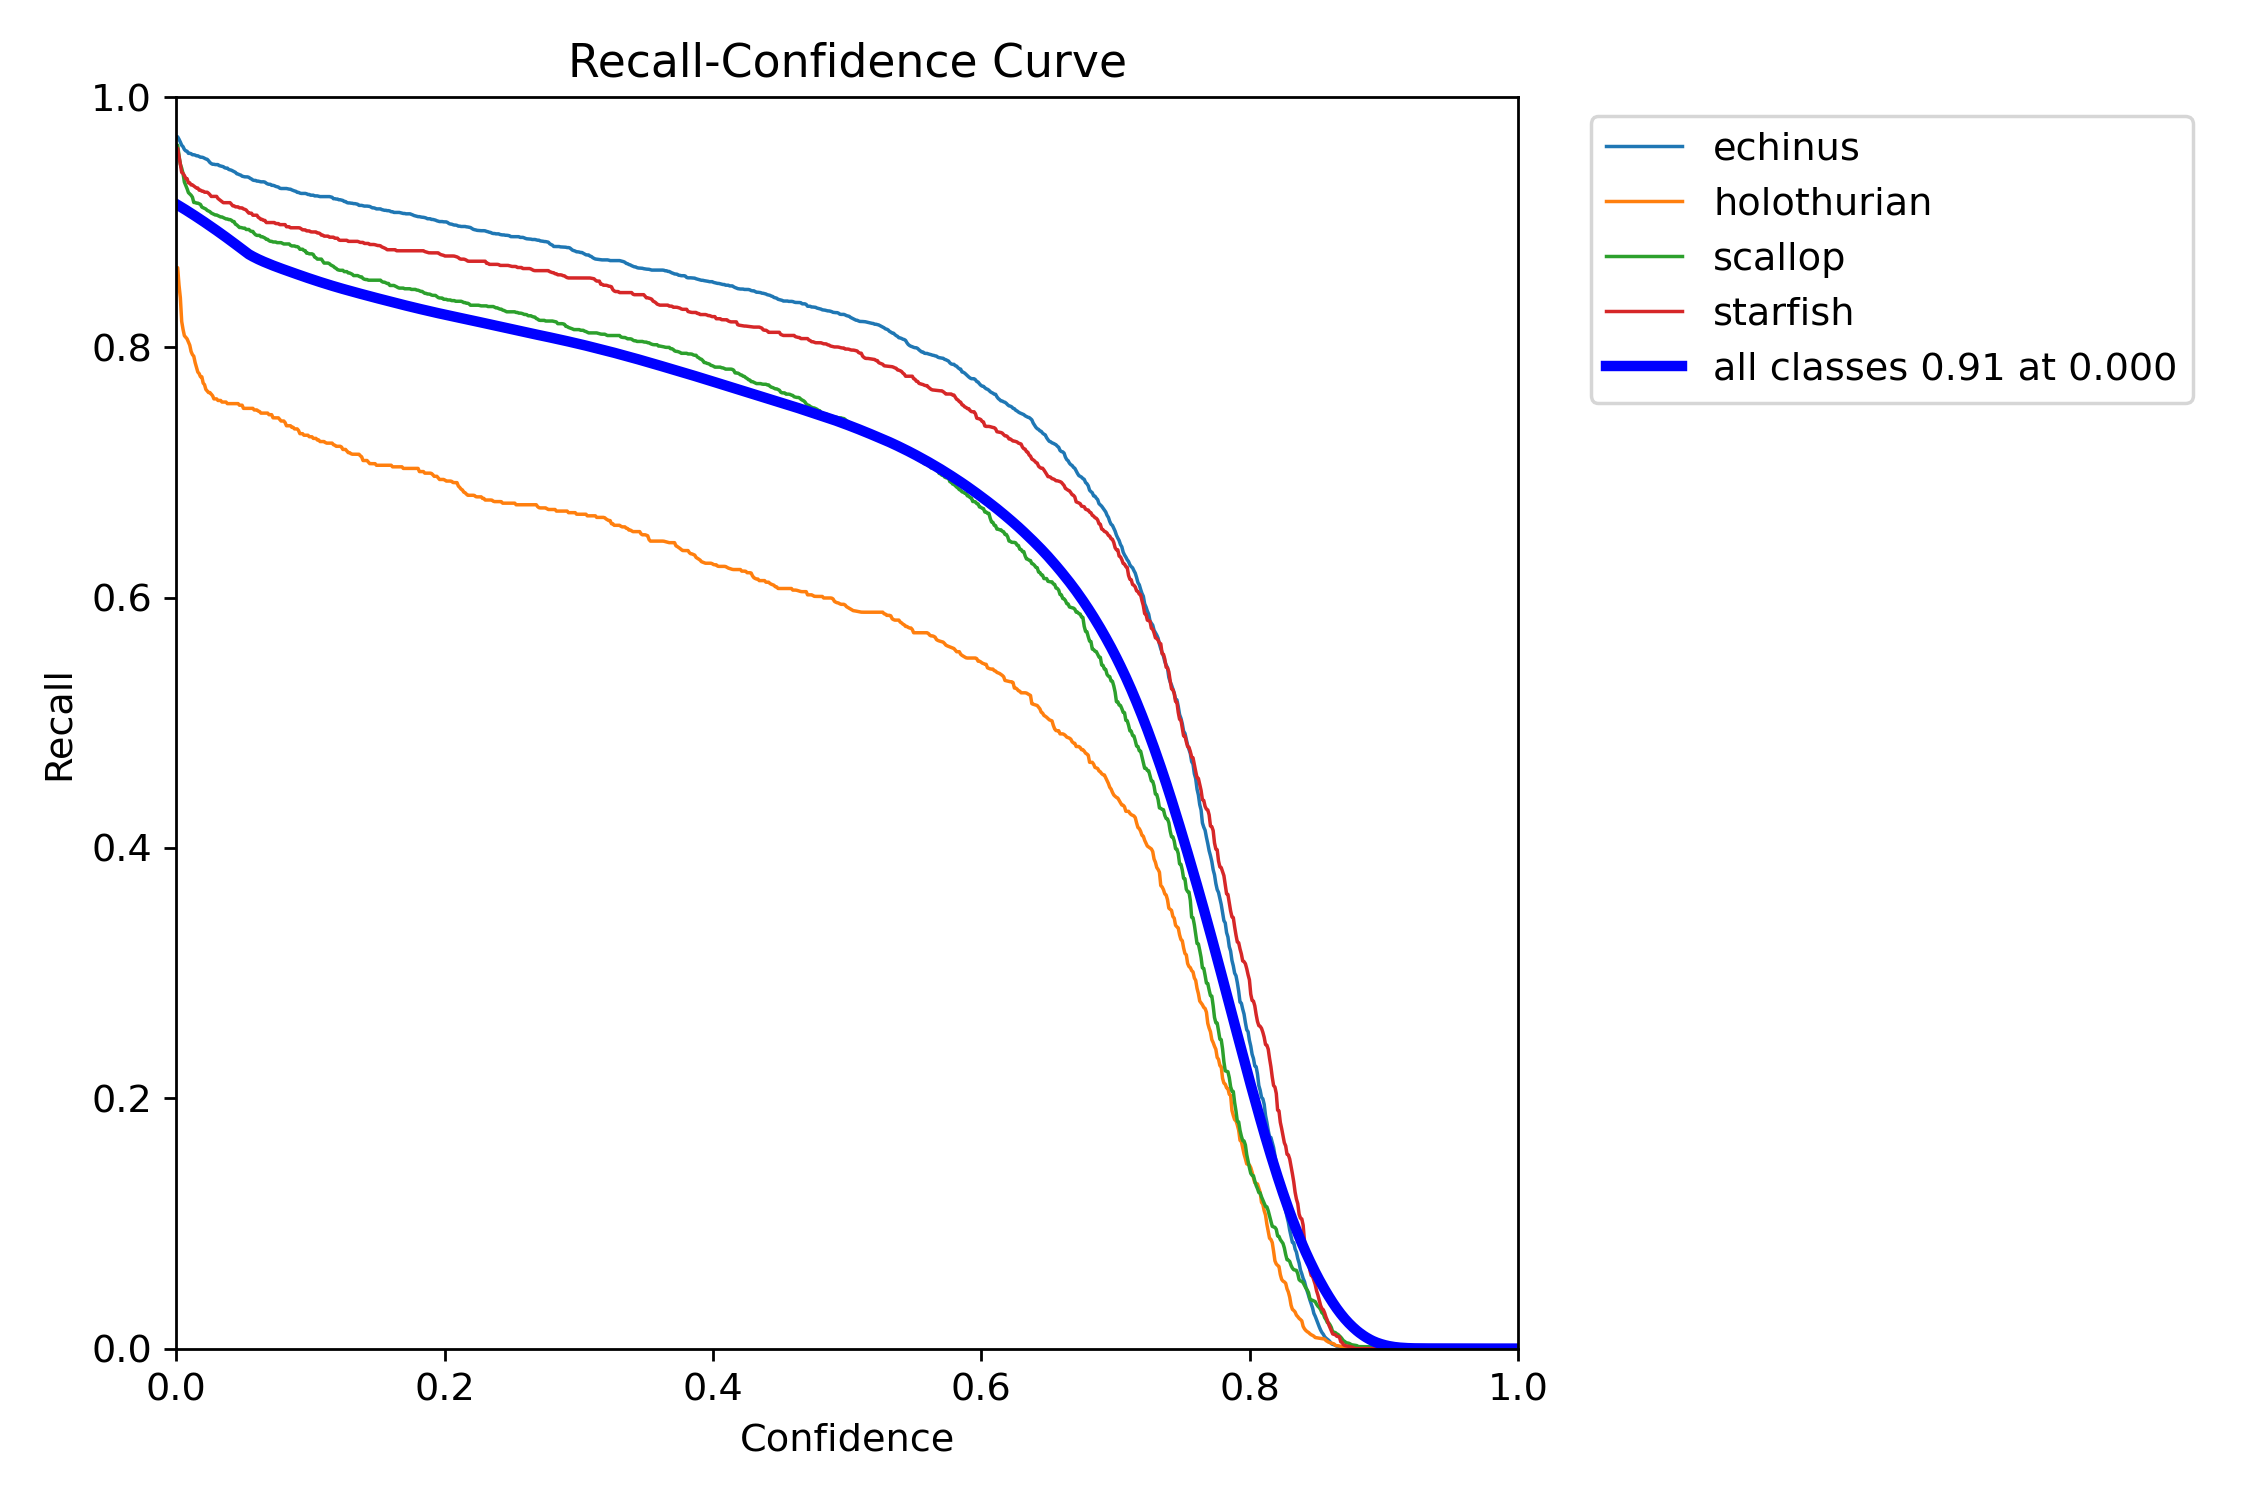 Recall-Confidence Curve
1.0
0.8
0.6
0.4
0.2
0.0
Recall
0.0 0.2 0.4 0.6 0.8 1.0
Confidence
echinus
holothurian
scallop
starfish
all classes 0.91 at 0.000